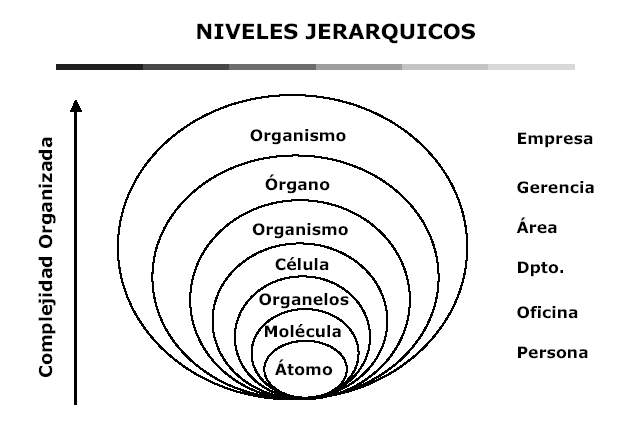 NIVELES JERARQUICOS
Complejidad Organizada
Organismo
Órgano
Organismo
Célula
Organelos
Molécula
Átomo
Empresa
Gerencia
Área
Dpto.
Oficina
Persona